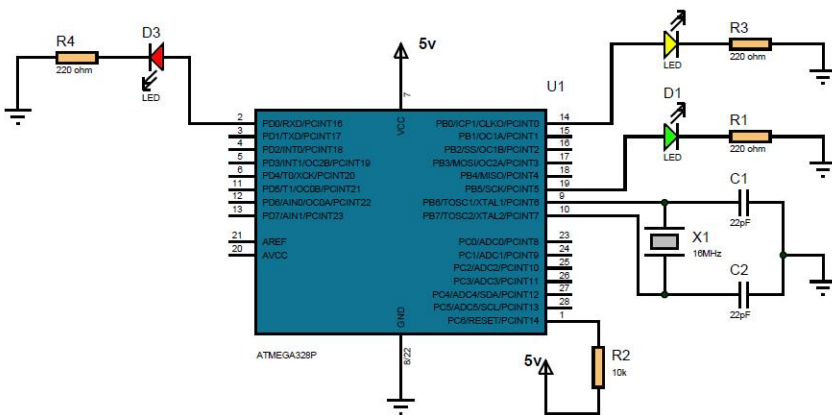 R4
220 ohm
D3
LED
5v
7
VCC
U1
LED
R3
220 ohm
D1
LED
R1
220 ohm
2 PD0/RXD/PCINT16
3 PD1/TXD/PCINT17
4 PD2/INT0/PCINT18
5 PD3/INT1/OC2B/PCINT19
6 PD4/T0/XCK/PCINT20
11 PD5/T1/OC0B/PCINT21
12 PD6/AIN0/OC0A/PCINT22
13 PD7/AIN1/PCINT23
21 AREF
20 AVCC
PB0/ICP1/CLKO/PCINT0 14
PB1/OC1A/PCINT1 15
PB2/SS/OC1B/PCINT2 16
PB3/MOSI/OC2A/PCINT3 17
PB4/MISO/PCINT4 18
PB5/SCK/PCINT5 19
PB6/TOSC1/XTAL1/PCINT6 9
PB7/TOSC2/XTAL2/PCINT7 10
PC0/ADC0/PCINT8 23
PC1/ADC1/PCINT9 24
PC2/ADC2/PCINT10 25
PC3/ADC3/PCINT11 26
PC4/ADC4/SDA/PCINT12 27
PC5/ADC5/SCL/PCINT13 28
PC6/RESET/PCINT14 1
C1
22pF
X1
16MHz
C2
22pF
GND
8/22
ATMEGA328P
5v
R2
10k